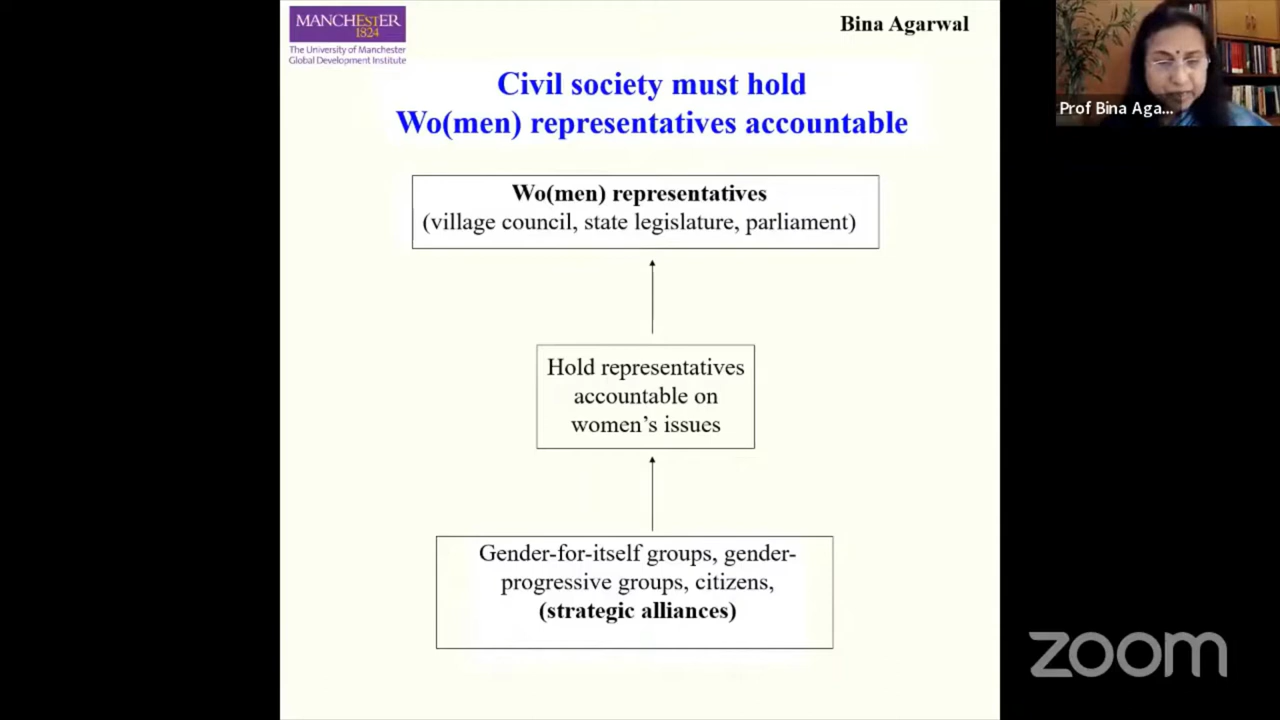 MANCHESTER
1824
The University of Manchester
Global Development Institute
Bina Agarwal
Prof Bina Aga...
Civil society must hold
Wo(men) representatives accountable
Wo(men) representatives
(village council, state legislature, parliament)
Hold representatives
accountable on
women's issues
Gender-for-itself groups, gender-
progressive groups, citizens,
(strategic alliances)
zoom